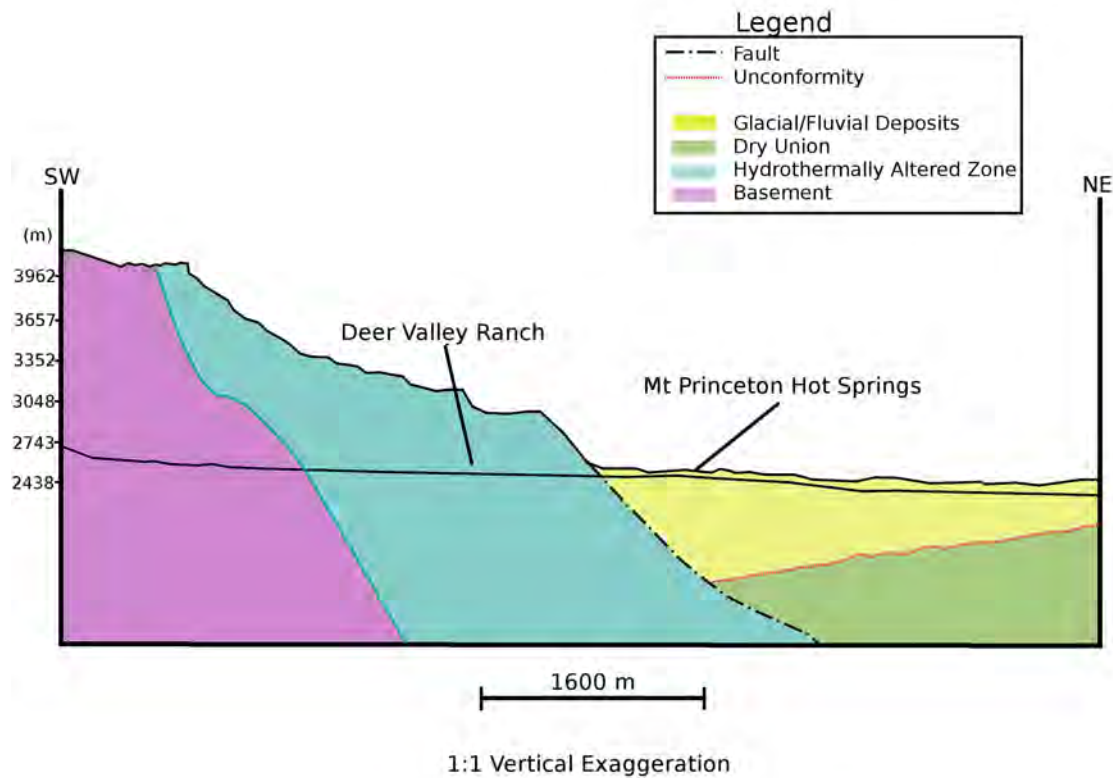 Legend
Fault
Unconformity
Glacial/Fluvial Deposits
Dry Union
Hydrothermally Altered Zone
Basement
SW
NE
(m)
3962
3657
3352
3048
2743
2438
Deer Valley Ranch
Mt Princeton Hot Springs
1600 m
1:1 Vertical Exaggeration